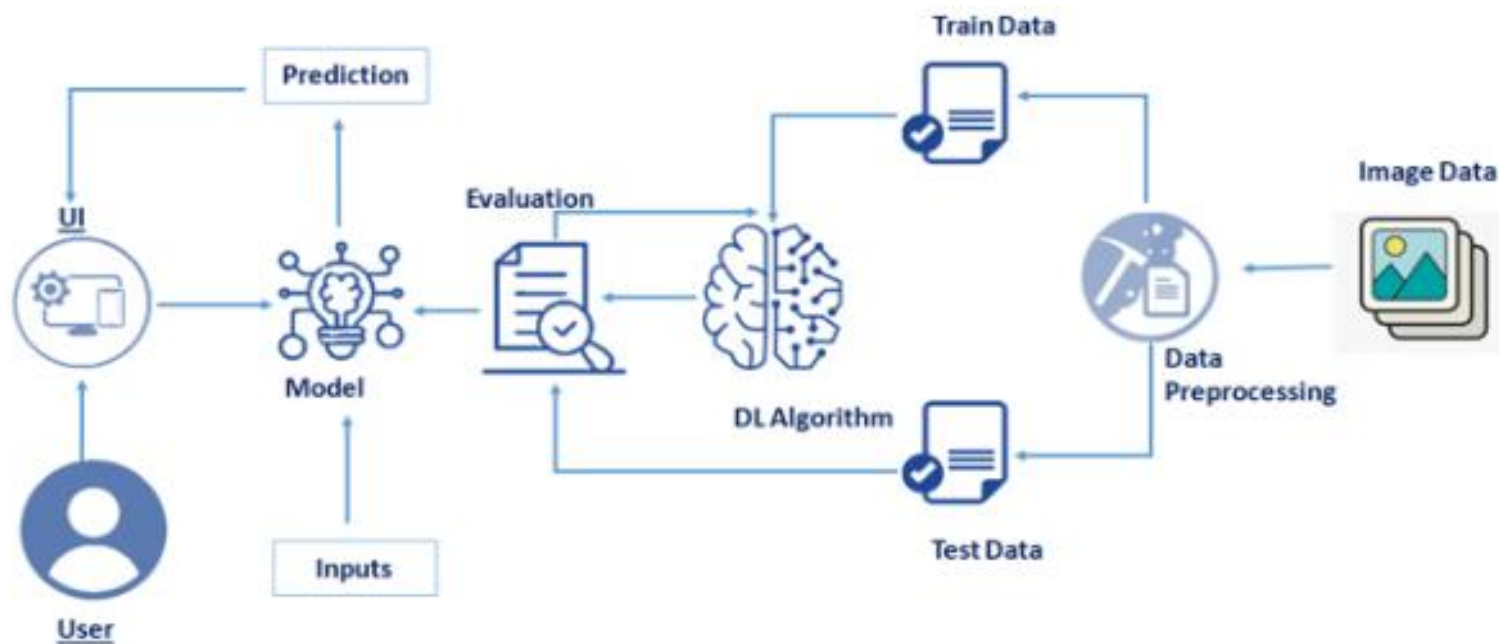 Train Data
Prediction
Image Data
Evaluation
UI
Data
Preprocessing
Model
DL Algorithm
Test Data
Inputs
User